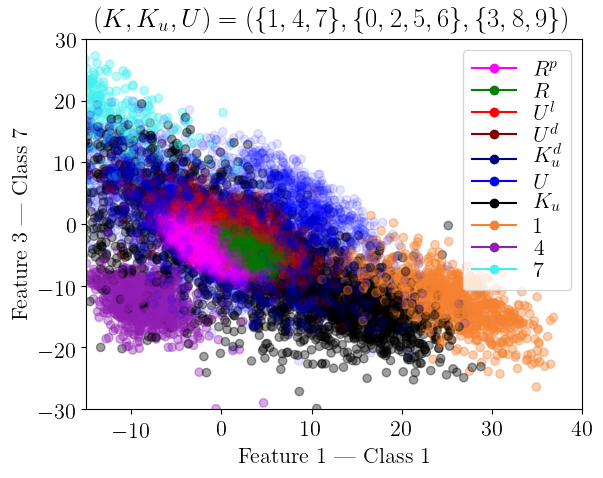 (K, K_u, U) = ({1, 4, 7}, {0, 2, 5, 6}, {3, 8, 9})
R^p
R
U^l
U^d
K_u^d
U
K_u
1
4
7
30
20
10
0
−10
−20
−30
−10
0
10
20
30
40
Feature 3 — Class 7
Feature 1 — Class 1